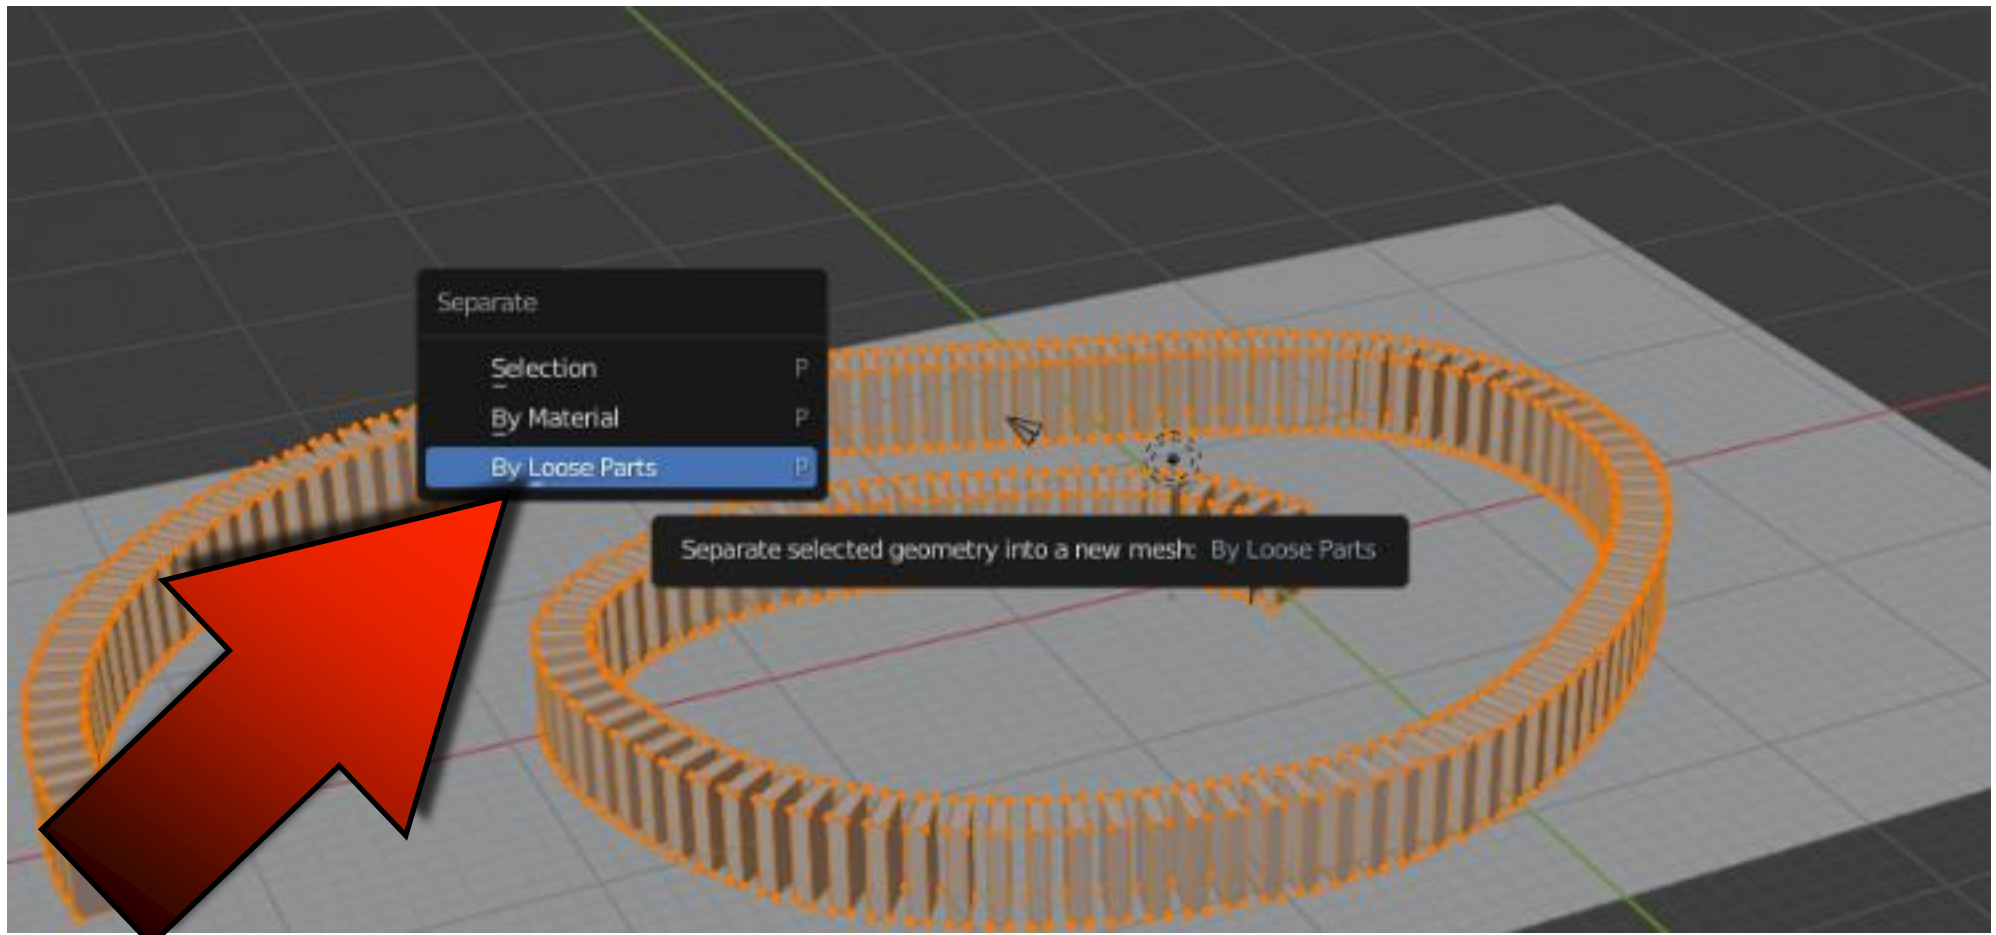 Separate
Selection P
By Material P
By Loose Parts P
Separate selected geometry into a new mesh: By Loose Parts